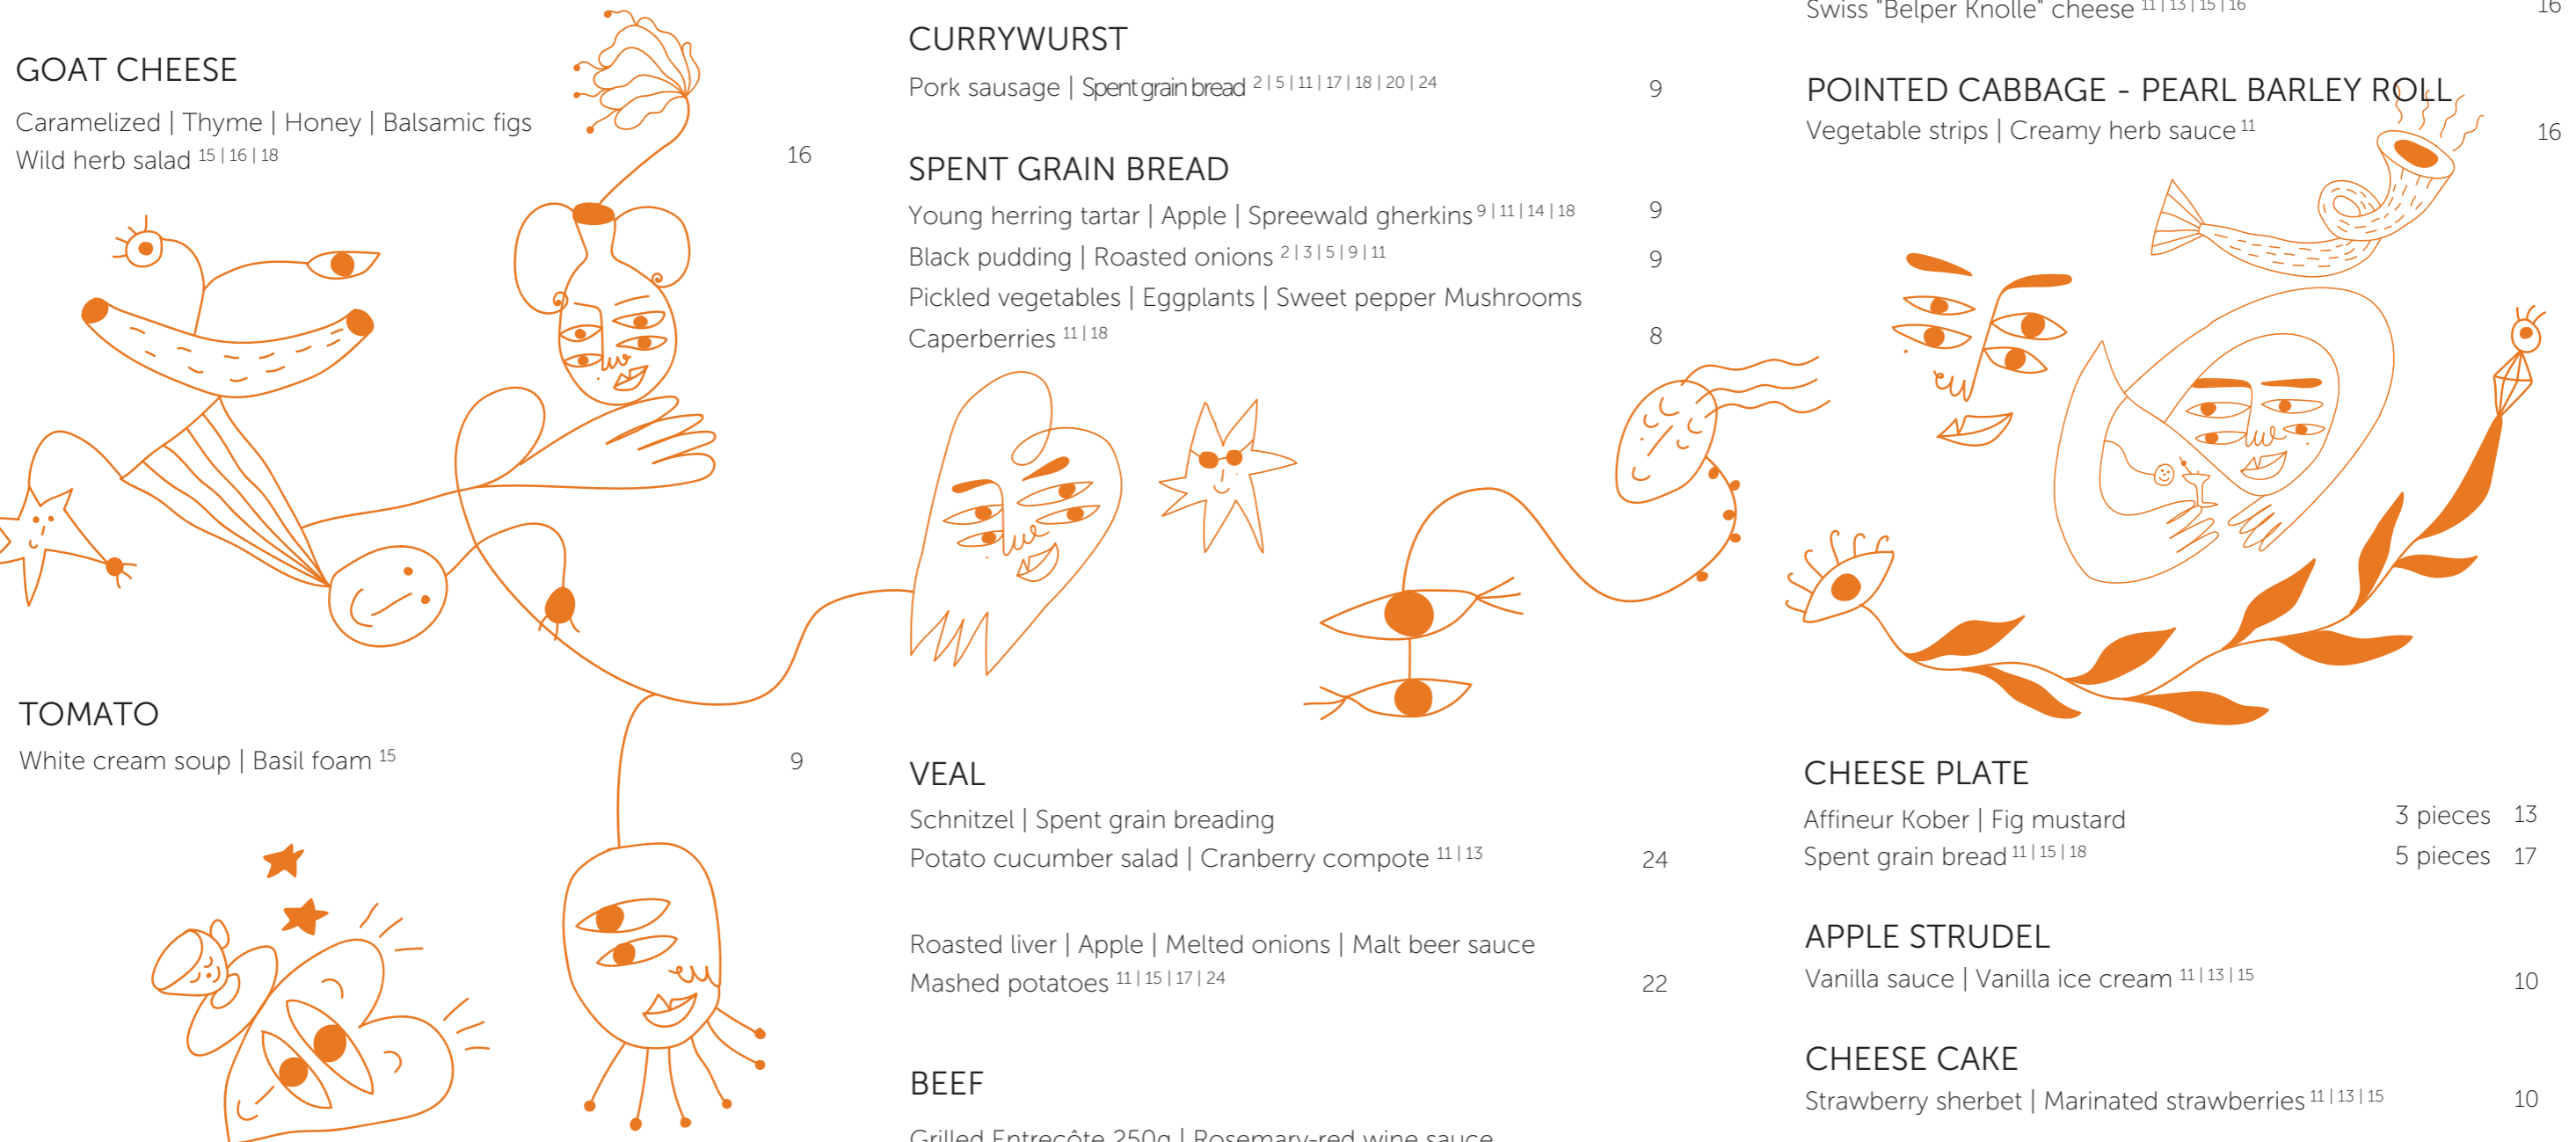 GOAT CHEESE
Caramelized | Thyme | Honey | Balsamic figs
Wild herb salad 15 | 16 | 18 16
TOMATO
White cream soup | Basil foam 15 9
CURRYWURST
Pork sausage | Spent grain bread 2 | 5 | 11 | 17 | 18 | 20 | 24 9
SPENT GRAIN BREAD
Young herring tartar | Apple | Spreewald gherkins 9 | 11 | 14 | 18 9
Black pudding | Roasted onions 2 | 3 | 5 | 9 | 11 9
Pickled vegetables | Eggplants | Sweet pepper Mushrooms
Caperberries 11 | 18 8
VEAL
Schnitzel | Spent grain breading
Potato cucumber salad | Cranberry compote 11 | 13 24
Roasted liver | Apple | Melted onions | Malt beer sauce
Mashed potatoes 11 | 15 | 17 | 24 22
BEEF
Grilled Entrecôte 250g | Rosemary-red wine sauce
Swiss "Belper Knolle" cheese 11 | 13 | 15 | 16 16
POINTED CABBAGE - PEARL BARLEY ROLL
Vegetable strips | Creamy herb sauce 11 16
CHEESE PLATE
Affineur Kober | Fig mustard 3 pieces 13
Spent grain bread 11 | 15 | 18 5 pieces 17
APPLE STRUDEL
Vanilla sauce | Vanilla ice cream 11 | 13 | 15 10
CHEESE CAKE
Strawberry sherbet | Marinated strawberries 11 | 13 | 15 10